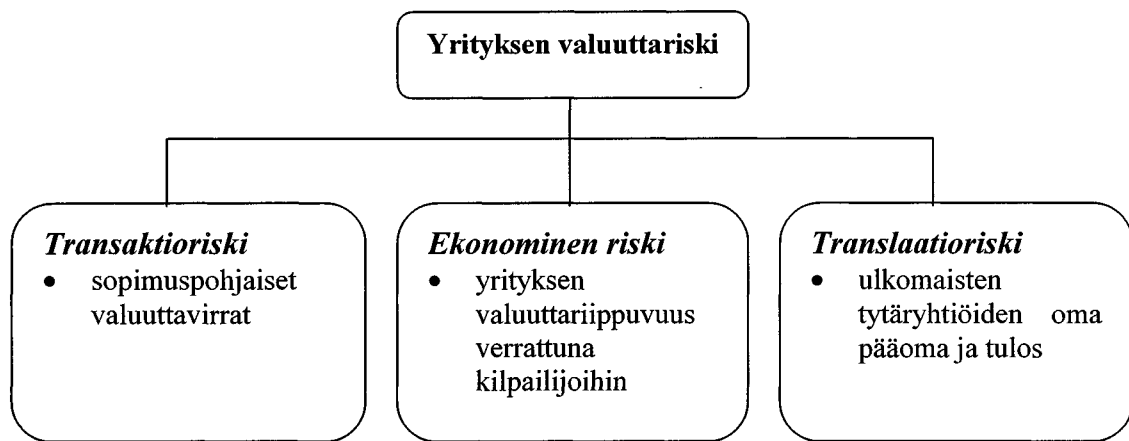 Yrityksen valuuttariski
Transaktioriski
• sopimuspohjaiset
valuuttavirrat
Ekonominen riski
• yrityksen
valuuttariippuvuus
verrattuna
kilpailijoihin
Translaatioriski
• ulkomaisten
tytäryhtiöiden oma
pääoma ja tulos